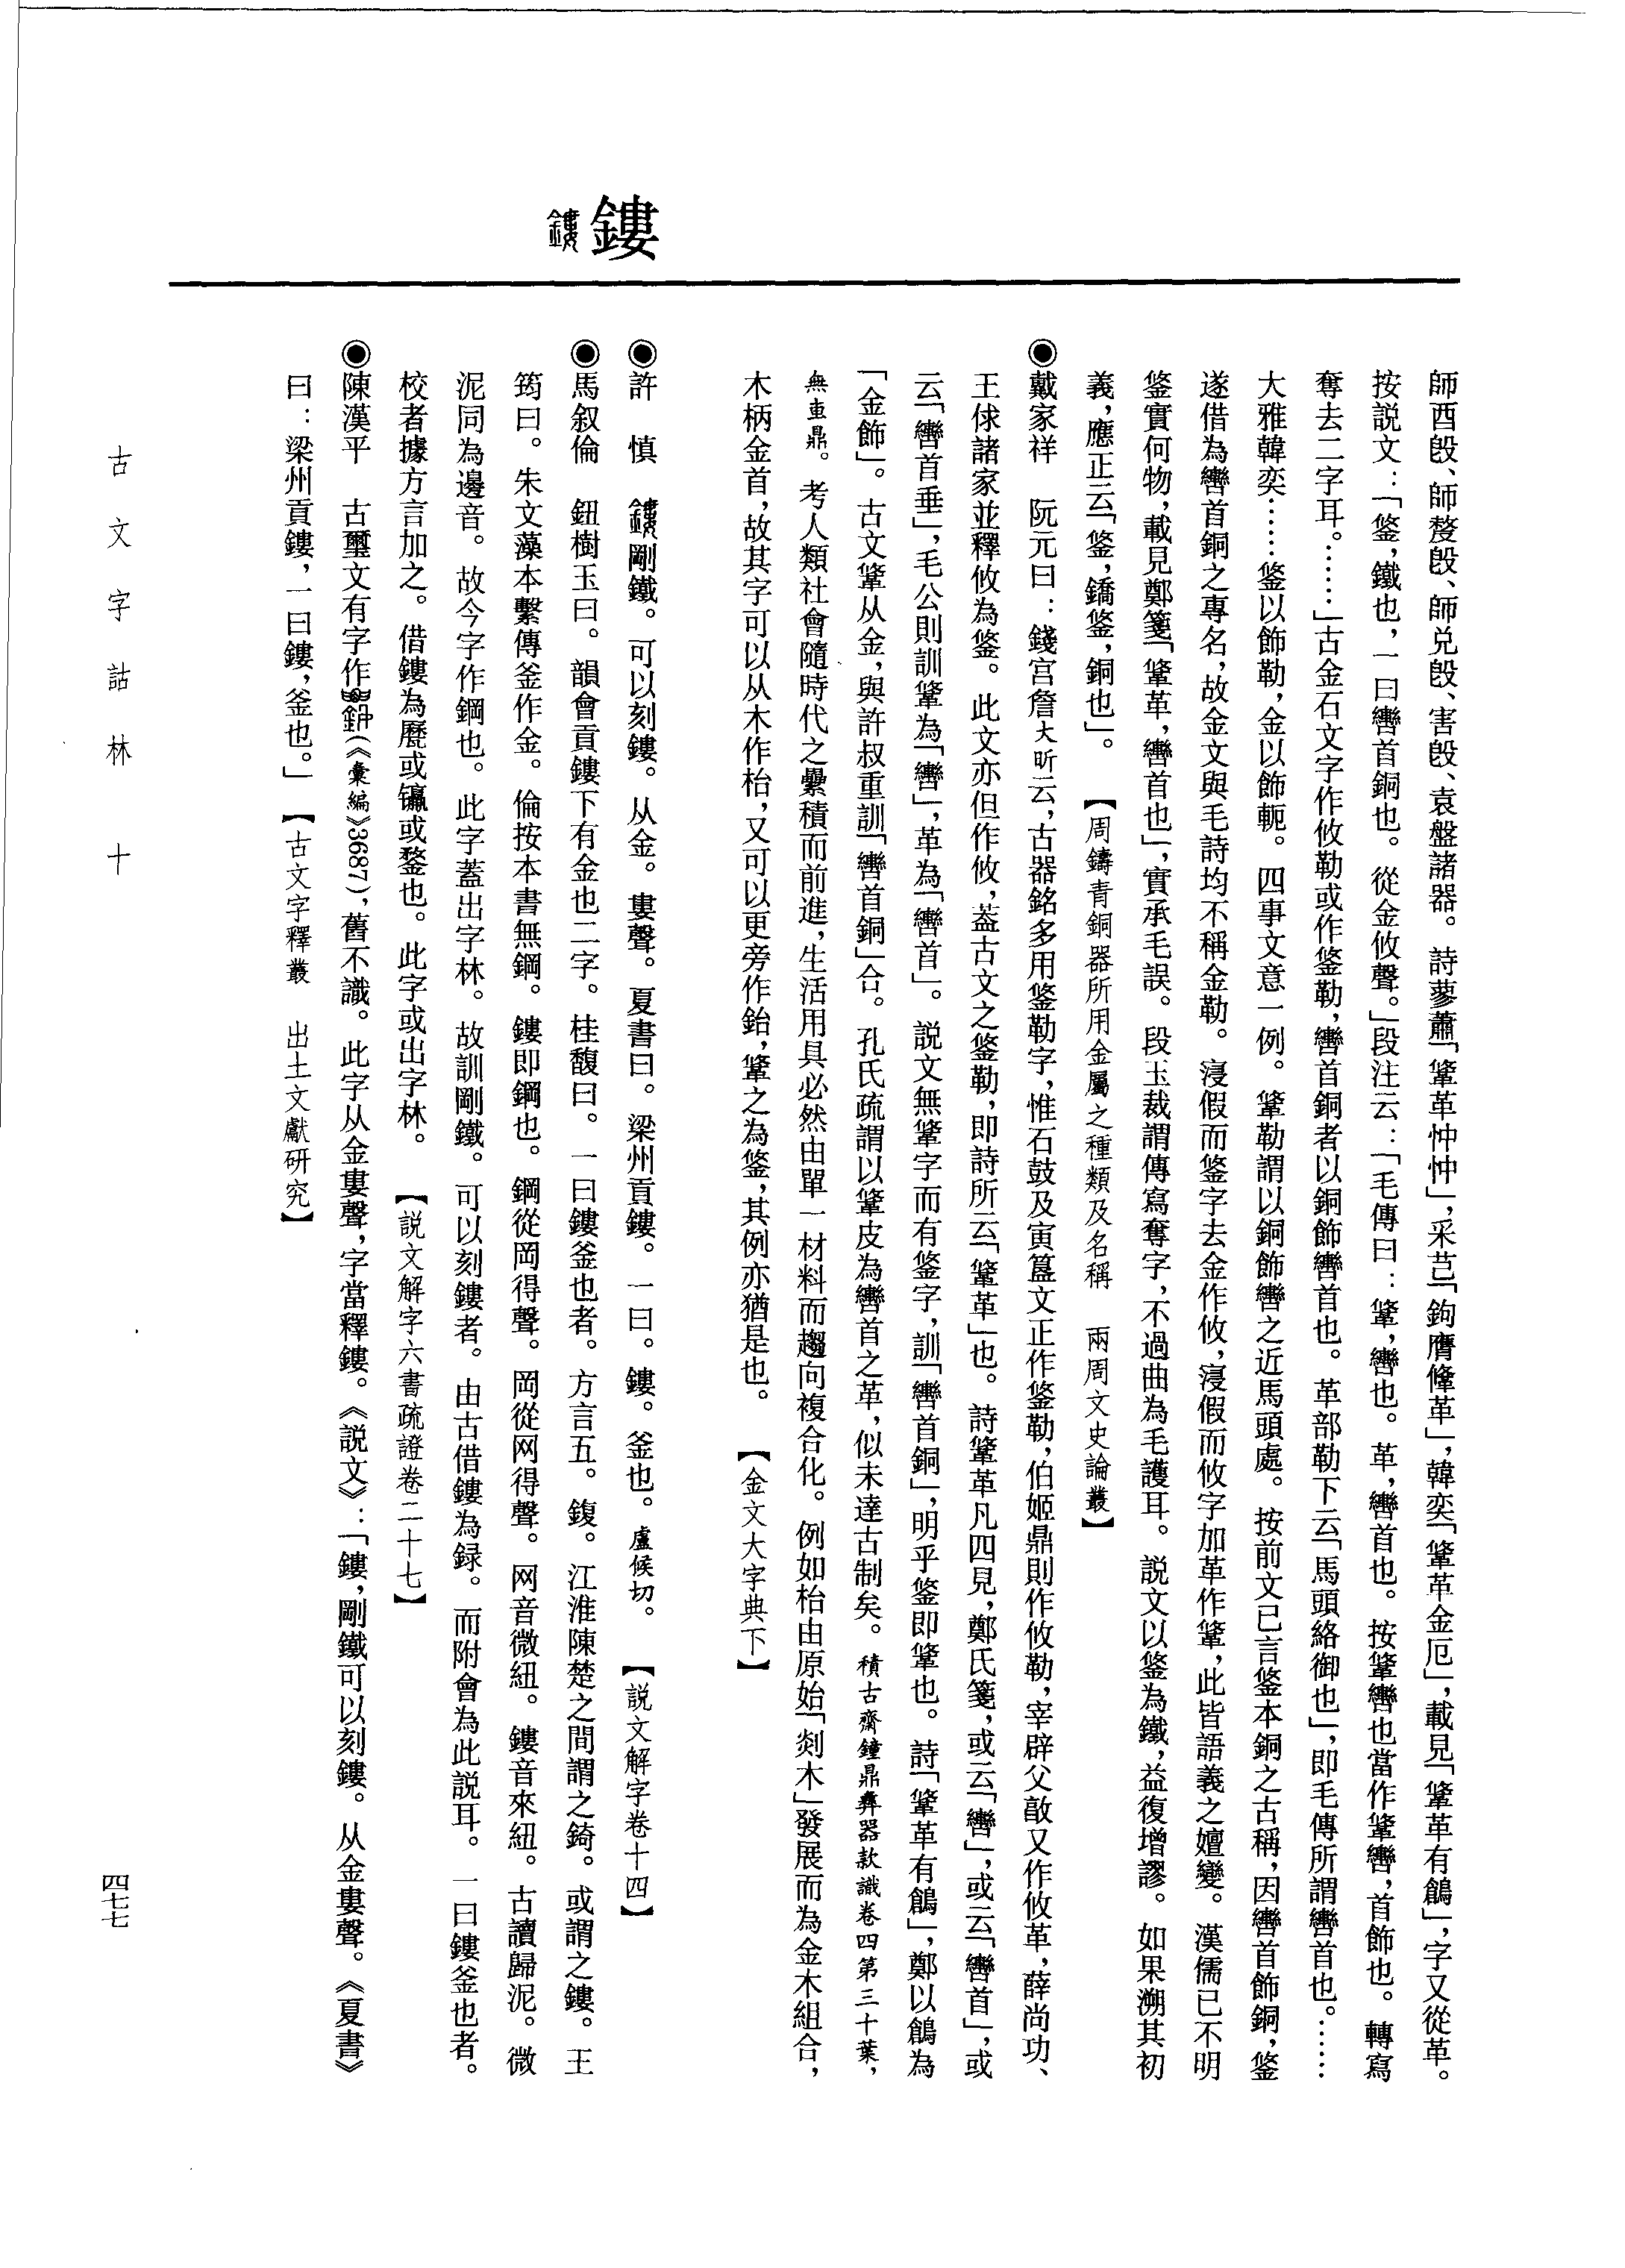 鏤
師酉𣪘、師𠭰𣪘、師兑𣪘、害𣪘、袁盤諸器。詩蓼蕭「鞗革忡忡」,采芑「鉤膺鞗革」,韓奕「鞗革金厄」,載見「鞗革有鶬」,字又從革。
按説文:「鋚,鐵也,一曰轡首銅也。從金攸聲。」段注云:「毛傳曰:鞗,轡也。革,轡首也。按鞗轡也當作鞗轡,首飾也。轉寫
奪去二字耳。……」古金石文字作攸勒或作鋚勒,轡首銅者以銅飾轡首也。革部勒下云「馬頭絡銜也」,即毛傳所謂轡首也。……
大雅韓奕……鋚以飾勒,金以飾軛。四事文意一例。鞗勒謂以銅飾轡之近馬頭處。按前文已言鋚本銅之古稱,因轡首飾銅,鋚
遂借為轡首銅之專名,故金文與毛詩均不稱金勒。寖假而鋚字去金作攸,寖假而攸字加革作鞗,此皆語義之嬗變。漢儒已不明
鋚實何物,載見鄭箋「鞗革,轡首也」,實承毛誤。段玉裁謂傳寫奪字,不過曲為毛護耳。説文以鋚為鐵,益復增謬。如果溯其初
義,應正云「鋚,鐈鋚,銅也」。 【周鑄青銅器所用金屬之種類及名稱 兩周文史論叢】
◉戴家祥 阮元曰:錢宮詹大昕云,古器銘多用鋚勒字,惟石鼓及寅簋文正作鋚勒,伯姬鼎則作攸勒,宰辟父敦又作攸革,薛尚功、
王俅諸家並釋攸為鋚。此文亦但作攸,葢古文之鋚勒,即詩所云「鞗革」也。詩鞗革凡四見,鄭氏箋,或云「轡」,或云「轡首」,或
云「轡首垂」,毛公則訓鞗為「轡」,革為「轡首」。説文無鞗字而有鋚字,訓「轡首銅」,明乎鋚即鞗也。詩「鞗革有鶬」,鄭以鶬為
「金飾」。古文鞗从金,與許叔重訓「轡首銅」合。孔氏疏謂以鞗皮為轡首之革,似未達古制矣。積古齋鐘鼎彝器款識卷四第三十葉,
無叀鼎。考人類社會隨時代之纍積而前進,生活用具必然由單一材料而趨向複合化。例如枱由原始「剡木」發展而為金木組合,
木柄金首,故其字可以从木作枱,又可以更旁作鉛,鞗之為鋚,其例亦猶是也。 【金文大字典下】
◉許 慎 鏤剛鐵。可以刻鏤。从金。婁聲。夏書曰。梁州貢鏤。一曰。鏤。釜也。盧候切。 【説文解字卷十四】
◉馬叙倫 鈕樹玉曰。韻會貢鏤下有金也二字。桂馥曰。一曰鏤釜也者。方言五。鍑。江淮陳楚之間謂之錡。或謂之鏤。王
筠曰。朱文藻本繫傳釜作金。倫按本書無鋼。鏤即鋼也。鋼從岡得聲。岡從网得聲。网音微紐。鏤音來紐。古讀歸泥。微
泥同為邊音。故今字作鋼也。此字蓋出字林。故訓剛鐵。可以刻鏤者。由古借鏤為録。而附會為此説耳。一曰鏤釜也者。
校者據方言加之。借鏤為䥶或鑂或鍪也。此字或出字林。 【説文解字六書疏證卷二十七】
◉陳漢平 古璽文有字作(《彙編》3687),舊不識。此字从金婁聲,字當釋鏤。《説文》:「鏤,剛鐵可以刻鏤。从金婁聲。《夏書》
曰:梁州貢鏤,一曰鏤,釜也。」 【古文字釋叢 出土文獻研究】
古文字詁林 十
四七七